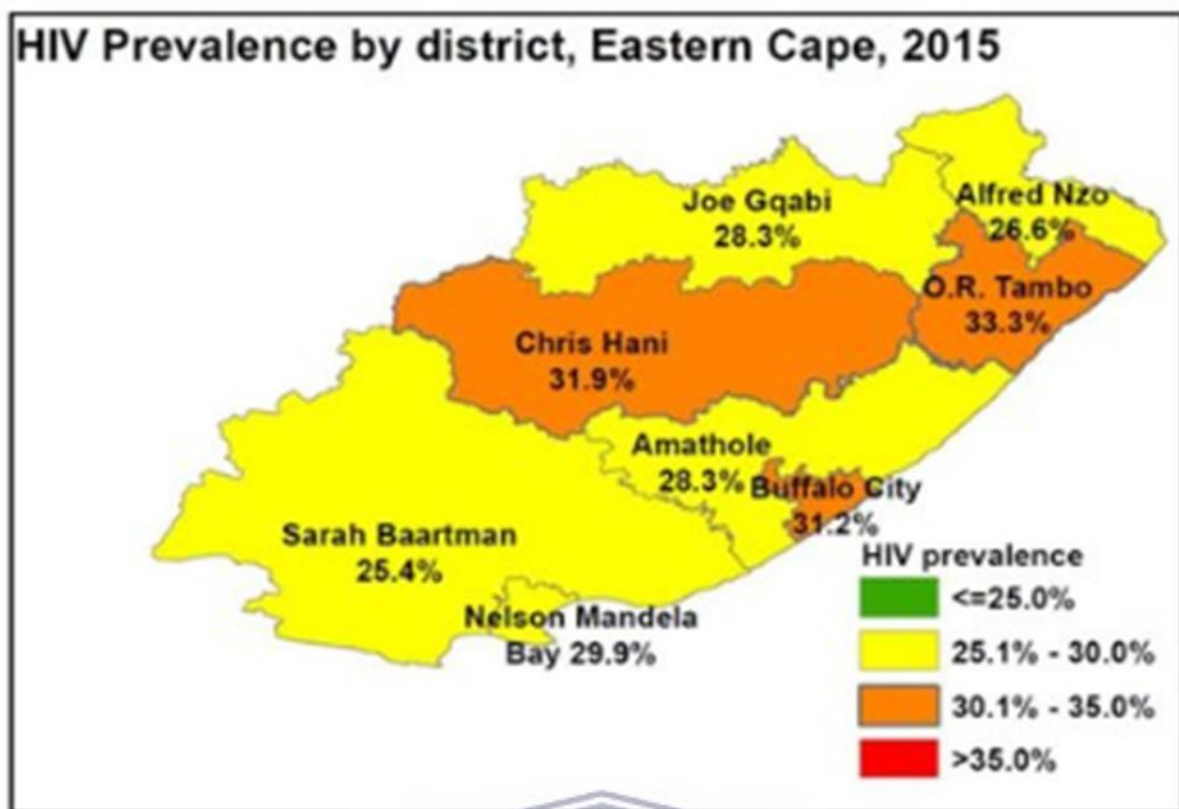 HIV Prevalence by district, Eastern Cape, 2015
Joe Gqabi
28.3%
Alfred Nzo
26.6%
O.R. Tambo
33.3%
Chris Hani
31.9%
Amathole
28.3%
Buffalo City
31.2%
Sarah Baartman
25.4%
Nelson Mandela
Bay 29.9%
HIV prevalence
<=25.0%
25.1% - 30.0%
30.1% - 35.0%
>35.0%